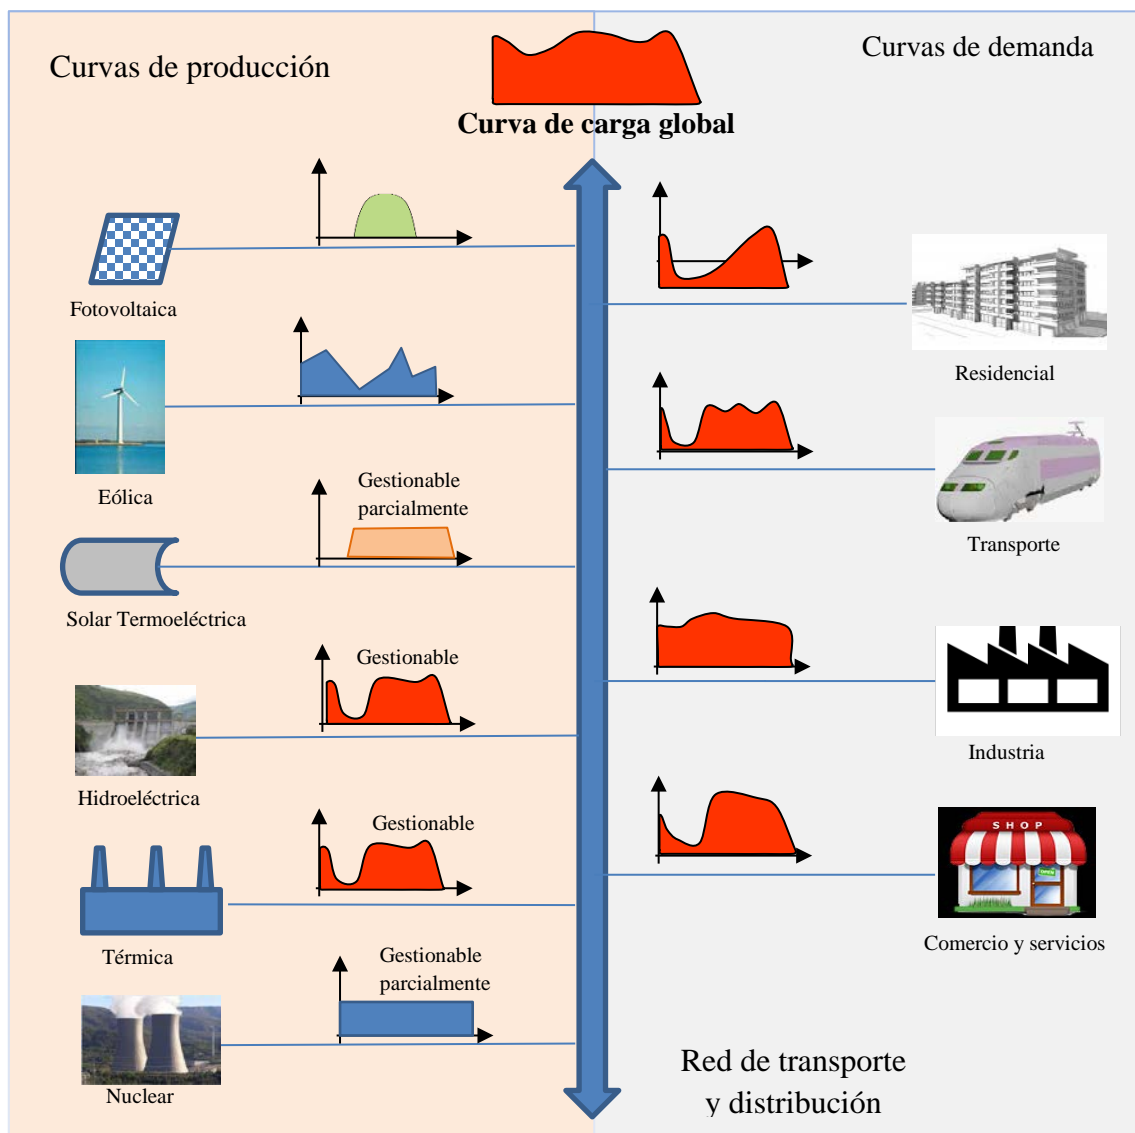 Curvas de producción
Curvas de demanda
Curva de carga global
Fotovoltaica
Eólica
Gestionable
parcialmente
Solar Termoeléctrica
Gestionable
Hidroeléctrica
Gestionable
Térmica
Gestionable
parcialmente
Nuclear
Residencial
Transporte
Industria
SHOP
OPEN
Comercio y servicios
Red de transporte
y distribución